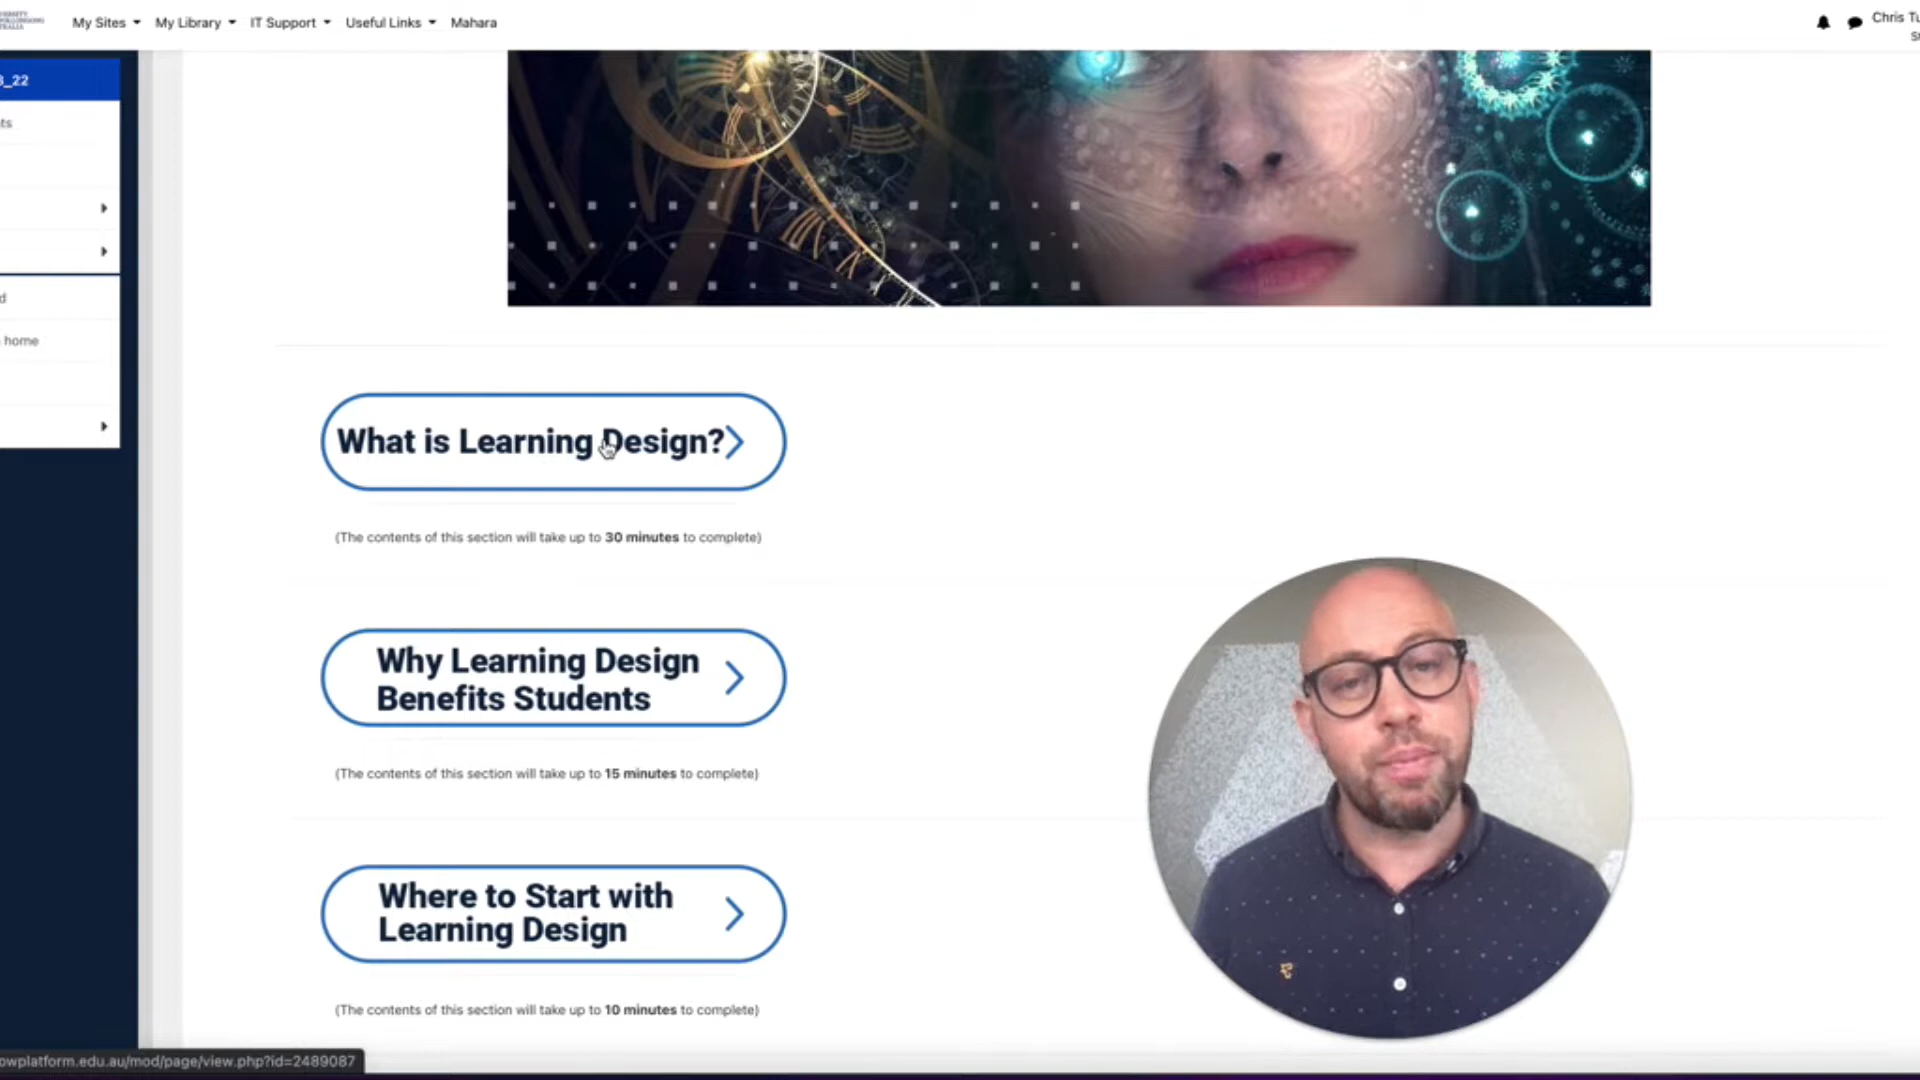 My Sites
My Library
IT Support
Useful Links
Mahara
Chris Tu
_22
ts
d
home
What is Learning Design?
(The contents of this section will take up to 30 minutes to complete)
Why Learning Design
Benefits Students
(The contents of this section will take up to 15 minutes to complete)
Where to Start with
Learning Design
(The contents of this section will take up to 10 minutes to complete)
owplatform.edu.au/mod/page/view.php?id=2489087